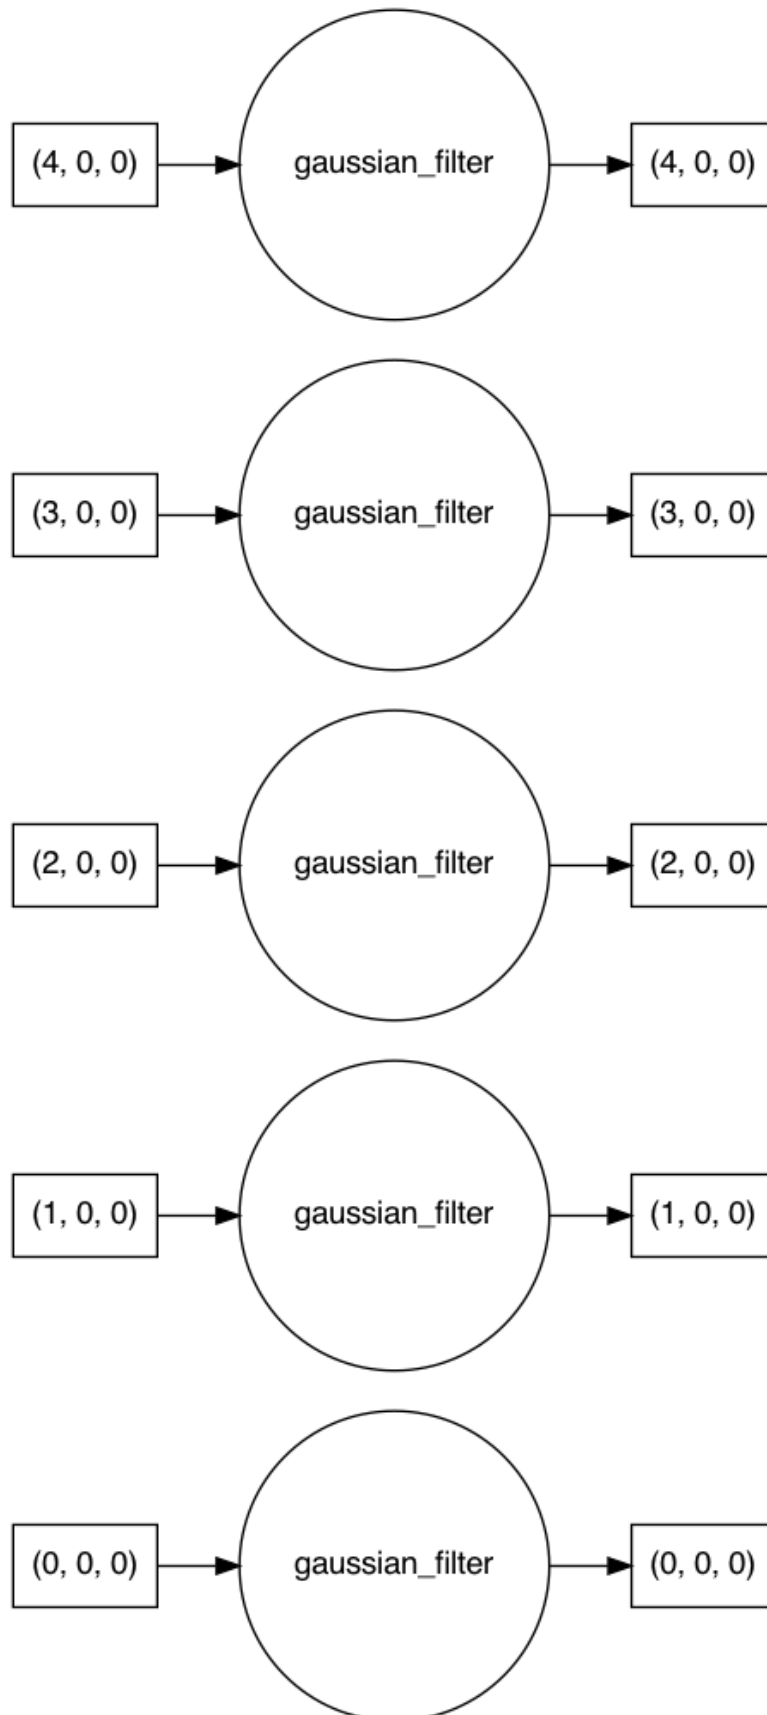 (4, 0, 0) gaussian_filter (4, 0, 0)
(3, 0, 0) gaussian_filter (3, 0, 0)
(2, 0, 0) gaussian_filter (2, 0, 0)
(1, 0, 0) gaussian_filter (1, 0, 0)
(0, 0, 0) gaussian_filter (0, 0, 0)